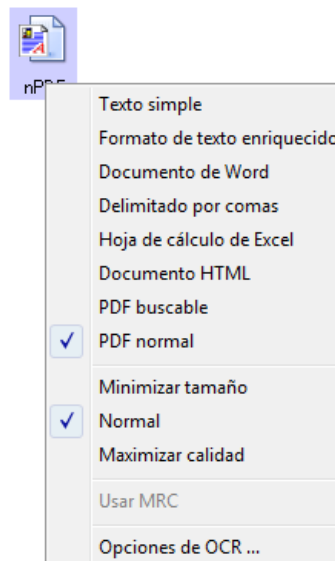 nPDF
Texto simple
Formato de texto enriquecido
Documento de Word
Delimitado por comas
Hoja de cálculo de Excel
Documento HTML
PDF buscable
PDF normal
Minimizar tamaño
Normal
Maximizar calidad
Usar MRC
Opciones de OCR ...